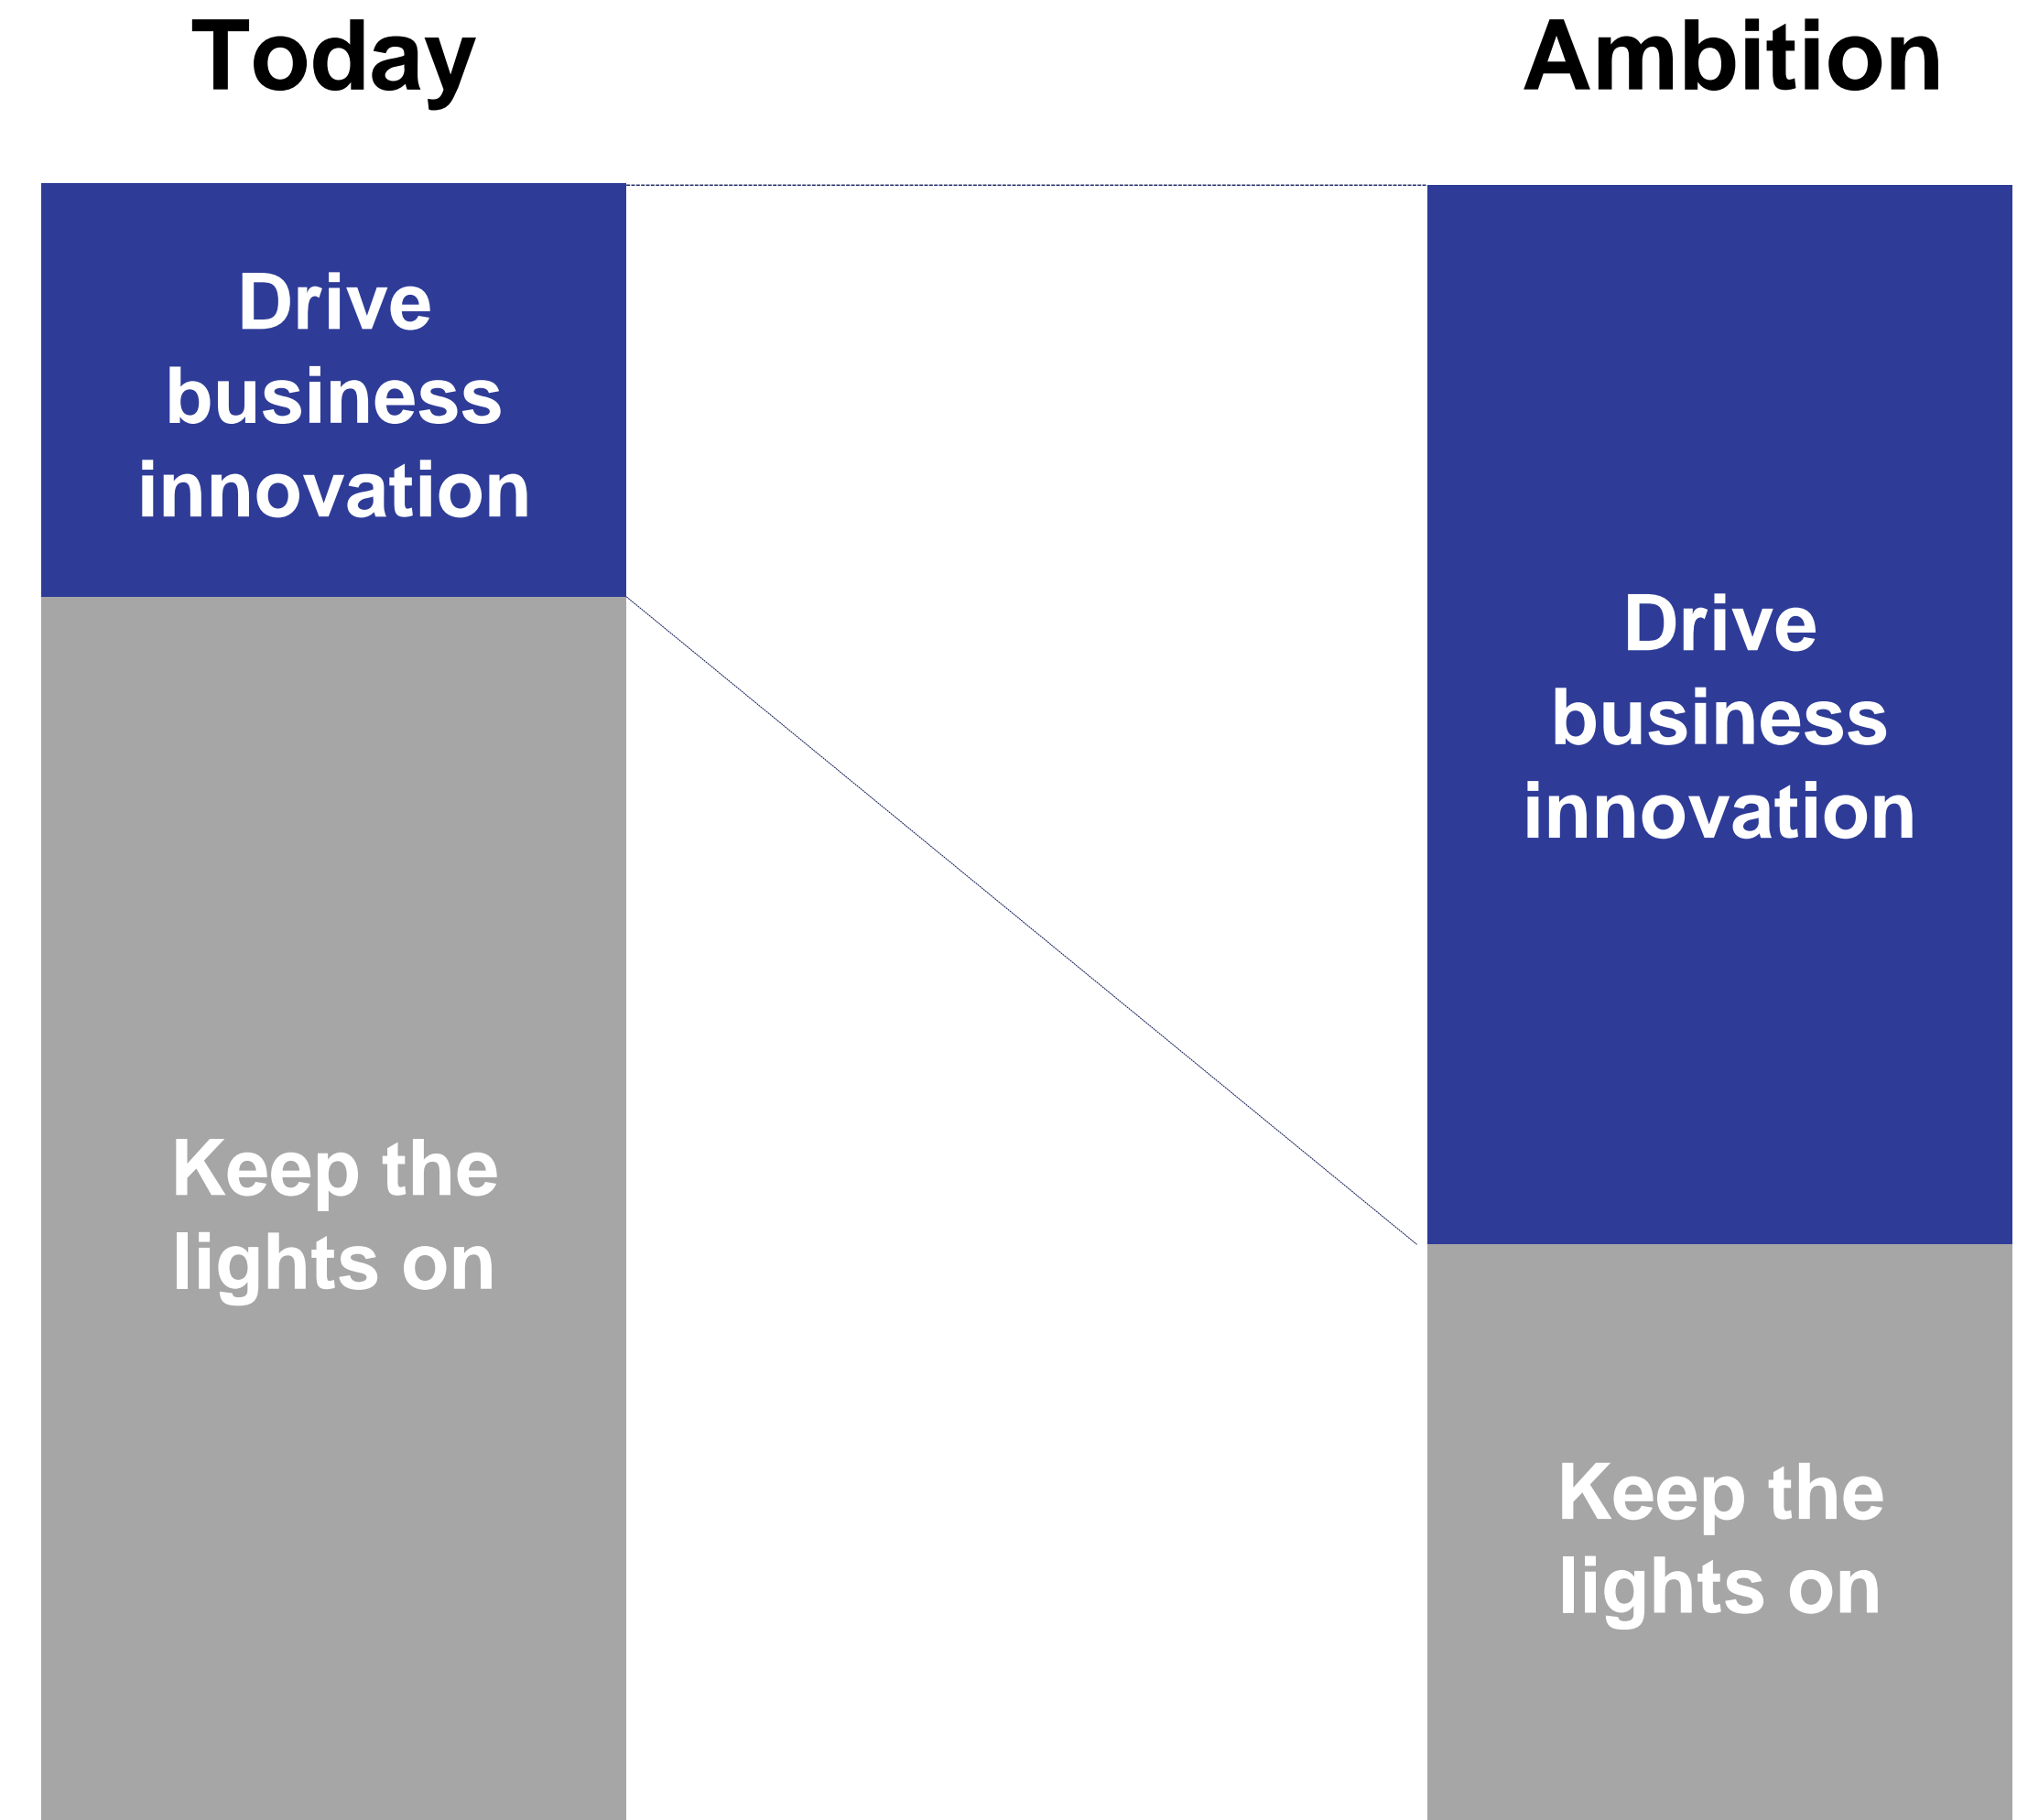 Today
Ambition
Drive
business
innovation
Keep the
lights on
Drive
business
innovation
Keep the
lights on